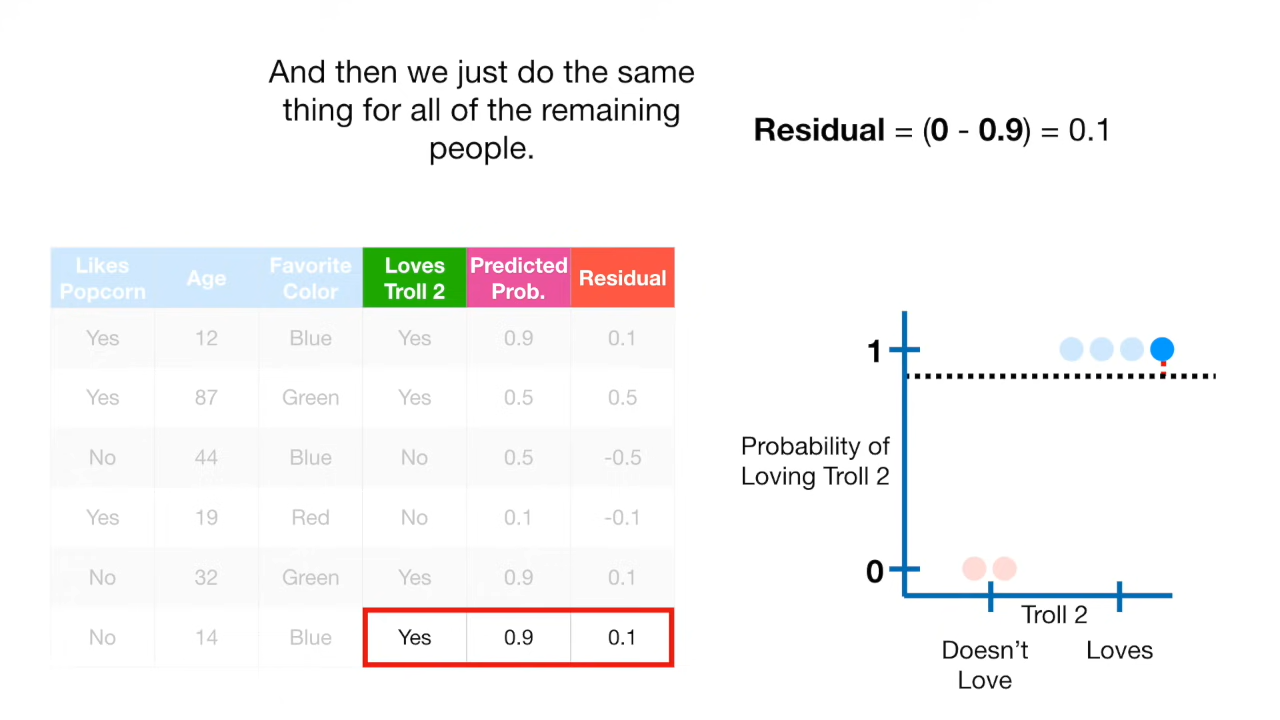 And then we just do the same
thing for all of the remaining
people.
Residual = (0 - 0.9) = 0.1
Likes Popcorn Age Favorite Color Loves Troll 2 Predicted Prob. Residual
Yes 12 Blue Yes 0.9 0.1
Yes 87 Green Yes 0.5 0.5
No 44 Blue No 0.5 -0.5
Yes 19 Red No 0.1 -0.1
No 32 Green Yes 0.9 0.1
No 14 Blue Yes 0.9 0.1
1
Probability of
Loving Troll 2
0
Troll 2
Doesn't
Love
Loves